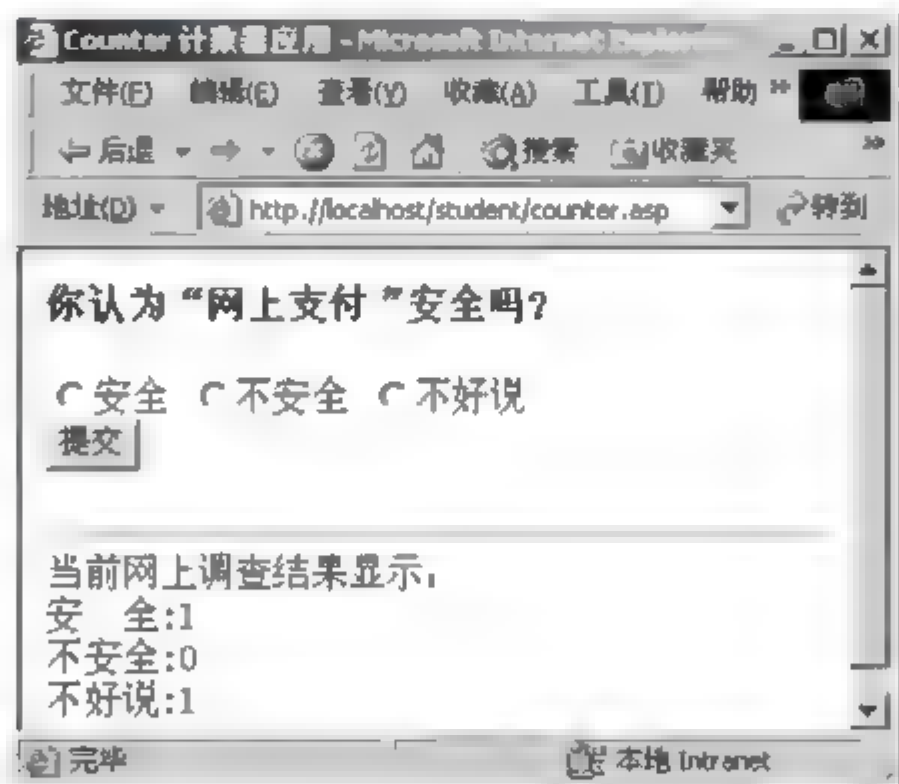 Counter 计数器应用 - Microsoft Internet Explorer
文件(F) 编辑(E) 查看(V) 收藏(A) 工具(T) 帮助 »
后退 搜索 收藏夹 »
地址(D) http://localhost/student/counter.asp 转到
你认为“网上支付”安全吗?
安全 不安全 不好说
提交
当前网上调查结果显示:
安 全:1
不安全:0
不好说:1
完毕 本地 Intranet